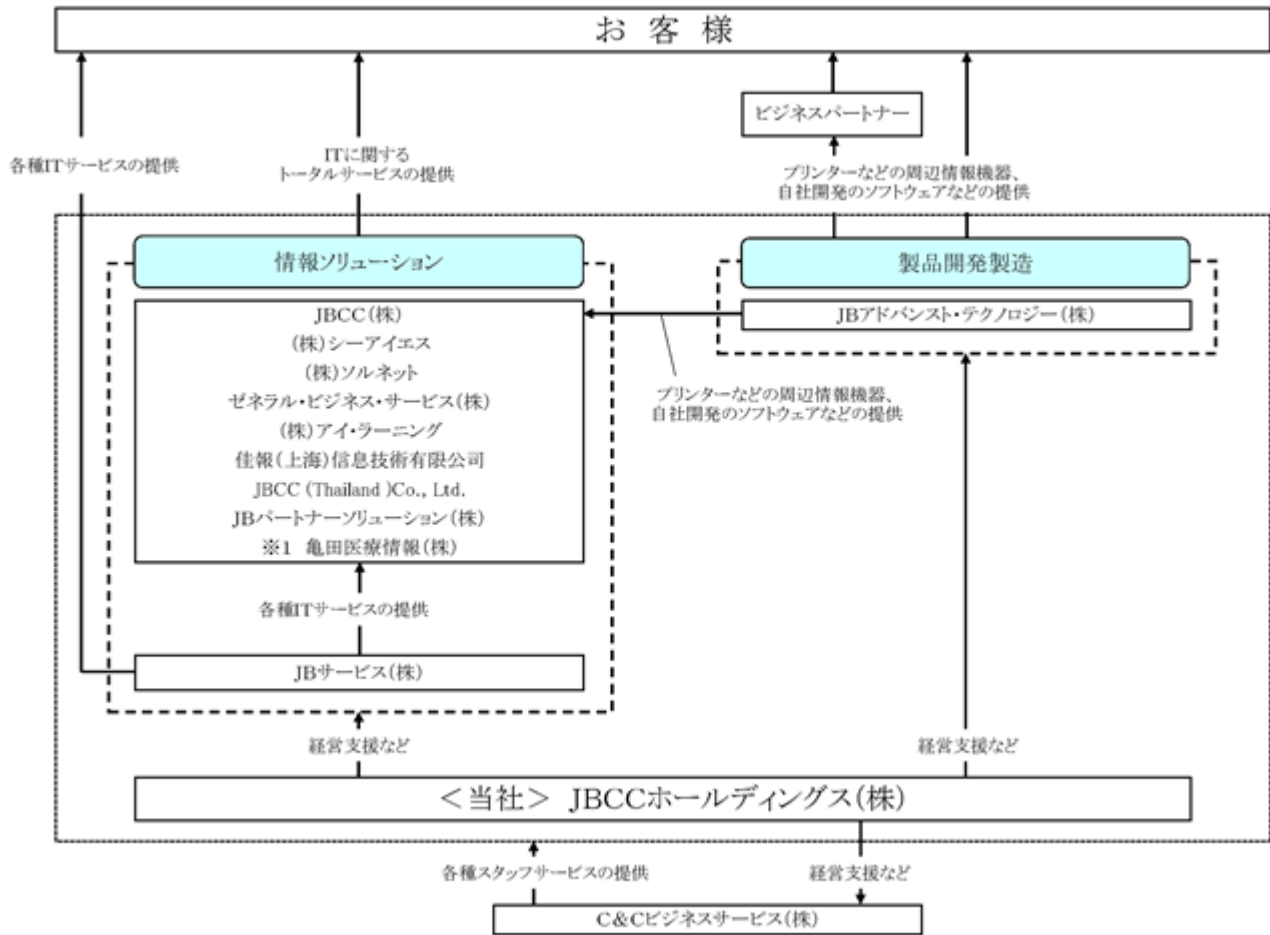 お 客 様
ビジネスパートナー
各種ITサービスの提供
ITに関する
トータルサービスの提供
プリンターなどの周辺情報機器、
自社開発のソフトウェアなどの提供
情報ソリューション
製品開発製造
JBCC(株)
(株)シーアイエス
(株)ソルネット
ゼネラル・ビジネス・サービス(株)
(株)アイ・ラーニング
佳報(上海)信息技術有限公司
JBCC (Thailand )Co., Ltd.
JBパートナーソリューション(株)
※1 亀田医療情報(株)
JBアドバンスト・テクノロジー(株)
プリンターなどの周辺情報機器、
自社開発のソフトウェアなどの提供
各種ITサービスの提供
JBサービス(株)
経営支援など
経営支援など
<当社> JBCCホールディングス(株)
各種スタッフサービスの提供
経営支援など
C&Cビジネスサービス(株)